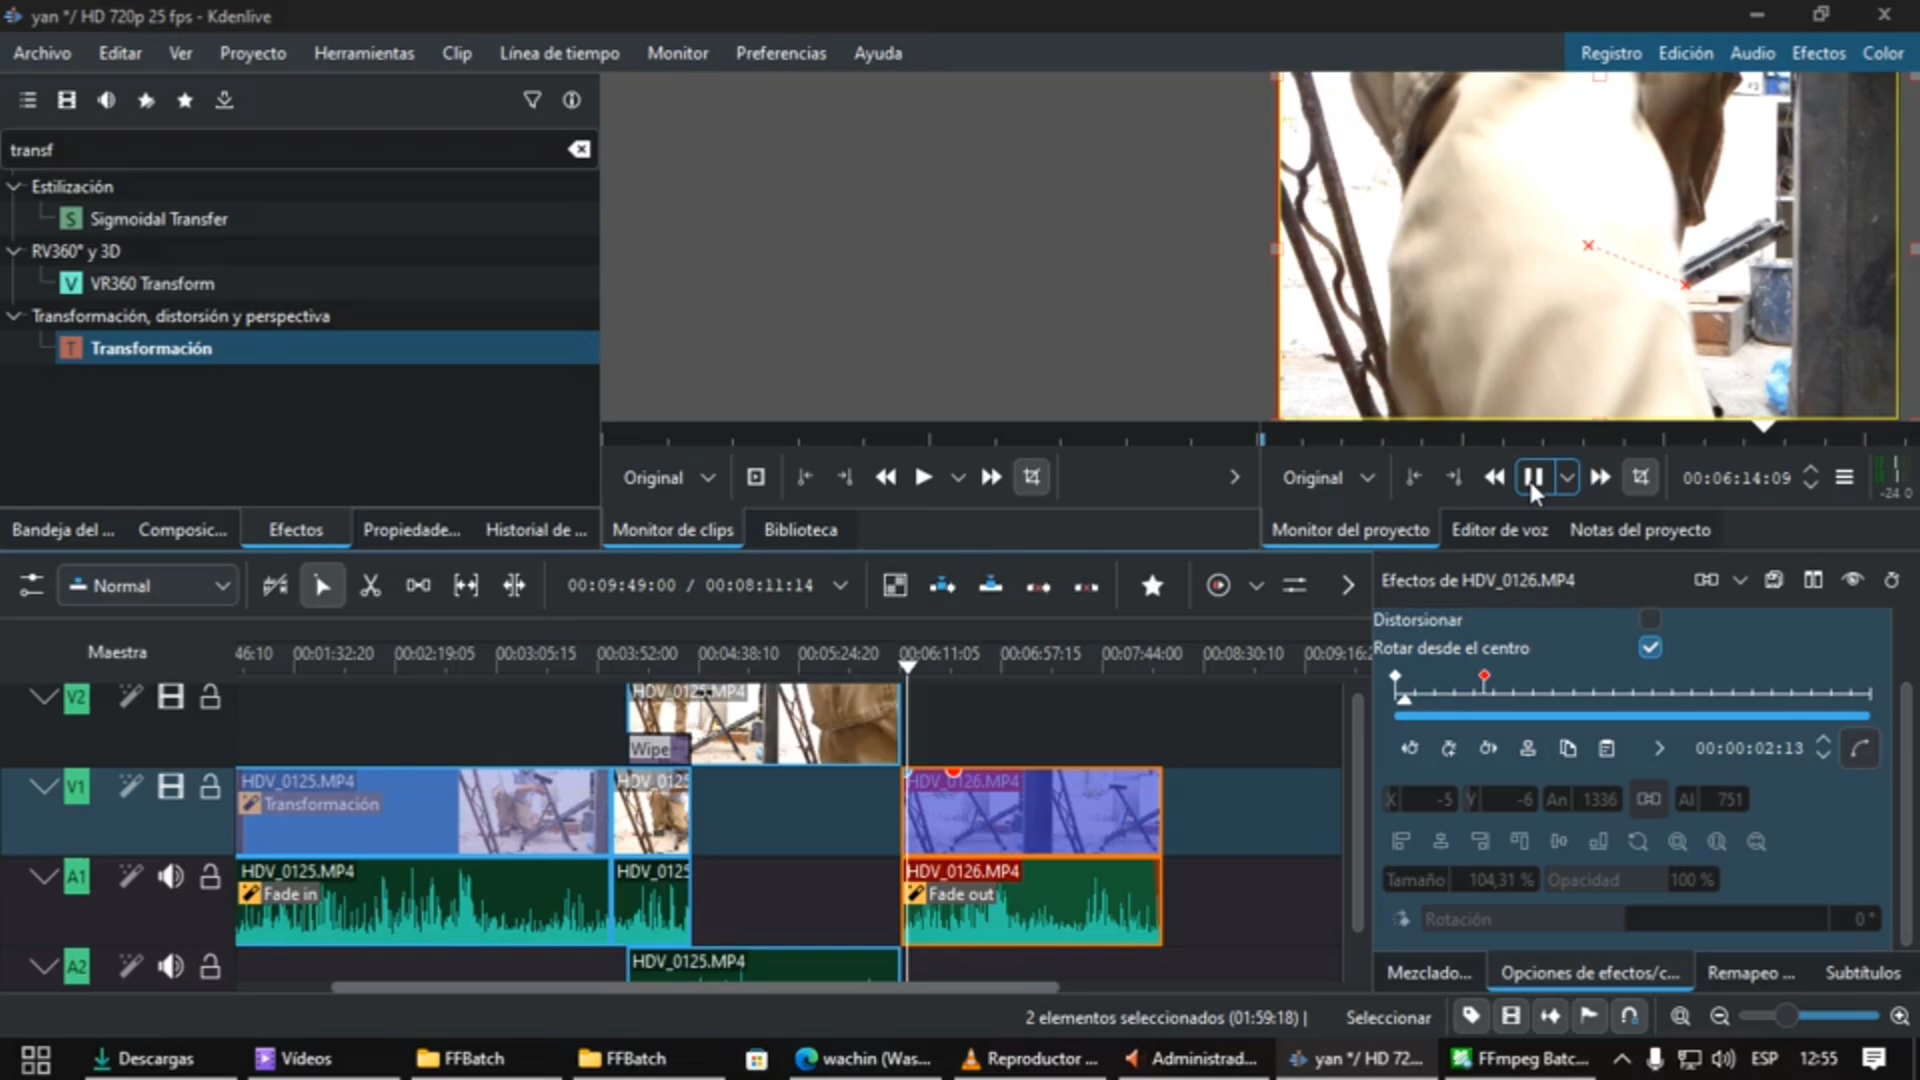 yan */ HD 720p 25 fps - Kdenlive
Archivo Editar Ver Proyecto Herramientas Clip Línea de tiempo Monitor Preferencias Ayuda
Registro Edición Audio Efectos Color
transf
Estilización
S Sigmoidal Transfer
RV360° y 3D
V VR360 Transform
Transformación, distorsión y perspectiva
T Transformación
Original
Original 00:06:14:09
-24 0
Bandeja del ... Composic... Efectos Propiedade... Historial de ... Monitor de clips Biblioteca
Monitor del proyecto Editor de voz Notas del proyecto
Normal 00:09:49:00 / 00:08:11:14
Efectos de HDV_0126.MP4
Distorsionar
Rotar desde el centro
Maestra
46:10 00:01:32:20 00:02:19:05 00:03:05:15 00:03:52:00 00:04:38:10 00:05:24:20 00:06:11:05 00:06:57:15 00:07:44:00 00:08:30:10 00:09:16:2
V2 HDV_0125.MP4
Wipe
V1 HDV_0125.MP4 HDV_0125 HDV_0126.MP4
Transformación
A1 HDV_0125.MP4 HDV_0125 HDV_0126.MP4
Fade in Fade out
A2 HDV_0125.MP4
00:00:02:13
X -5 Y -6 An 1336 Al 751
Tamaño 104,31 % Opacidad 100 %
Rotación 0°
Mezclado... Opciones de efectos/c... Remapeo ... Subtítulos
2 elementos seleccionados (01:59:18) | Seleccionar
Descargas Vídeos FFBatch FFBatch wachin (Was... Reproductor ... Administrad... yan */ HD 72... FFmpeg Batc... ESP 12:55